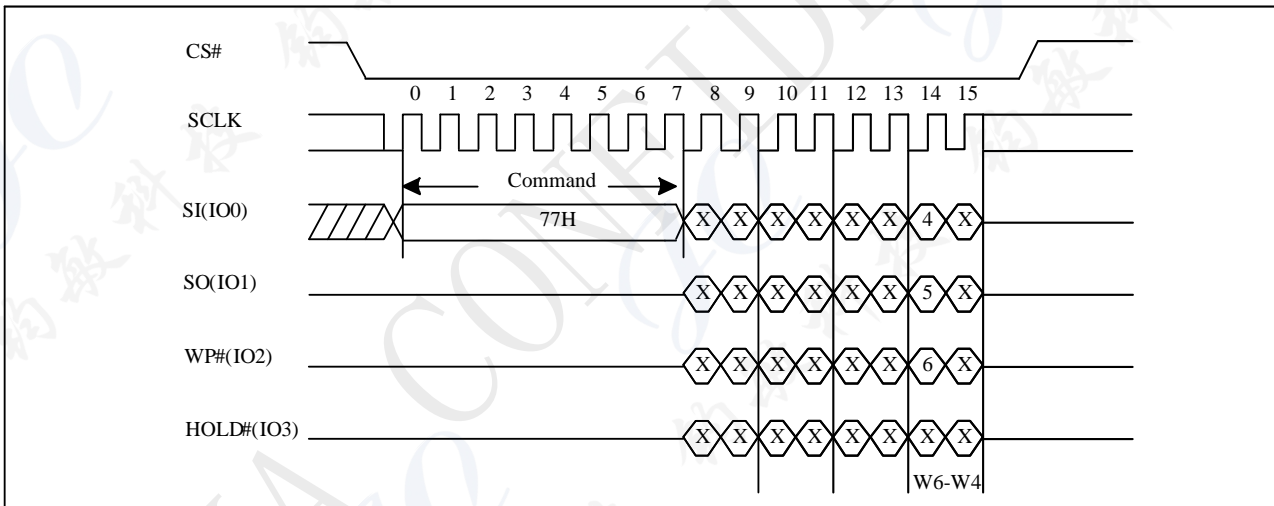 CS#
0 1 2 3 4 5 6 7 8 9 10 11 12 13 14 15
SCLK
Command
SI(IO0) 77H X X X X X X 4 X
SO(IO1) X X X X X X 5 X
WP#(IO2) X X X X X X 6 X
HOLD#(IO3) X X X X X X X X
W6-W4